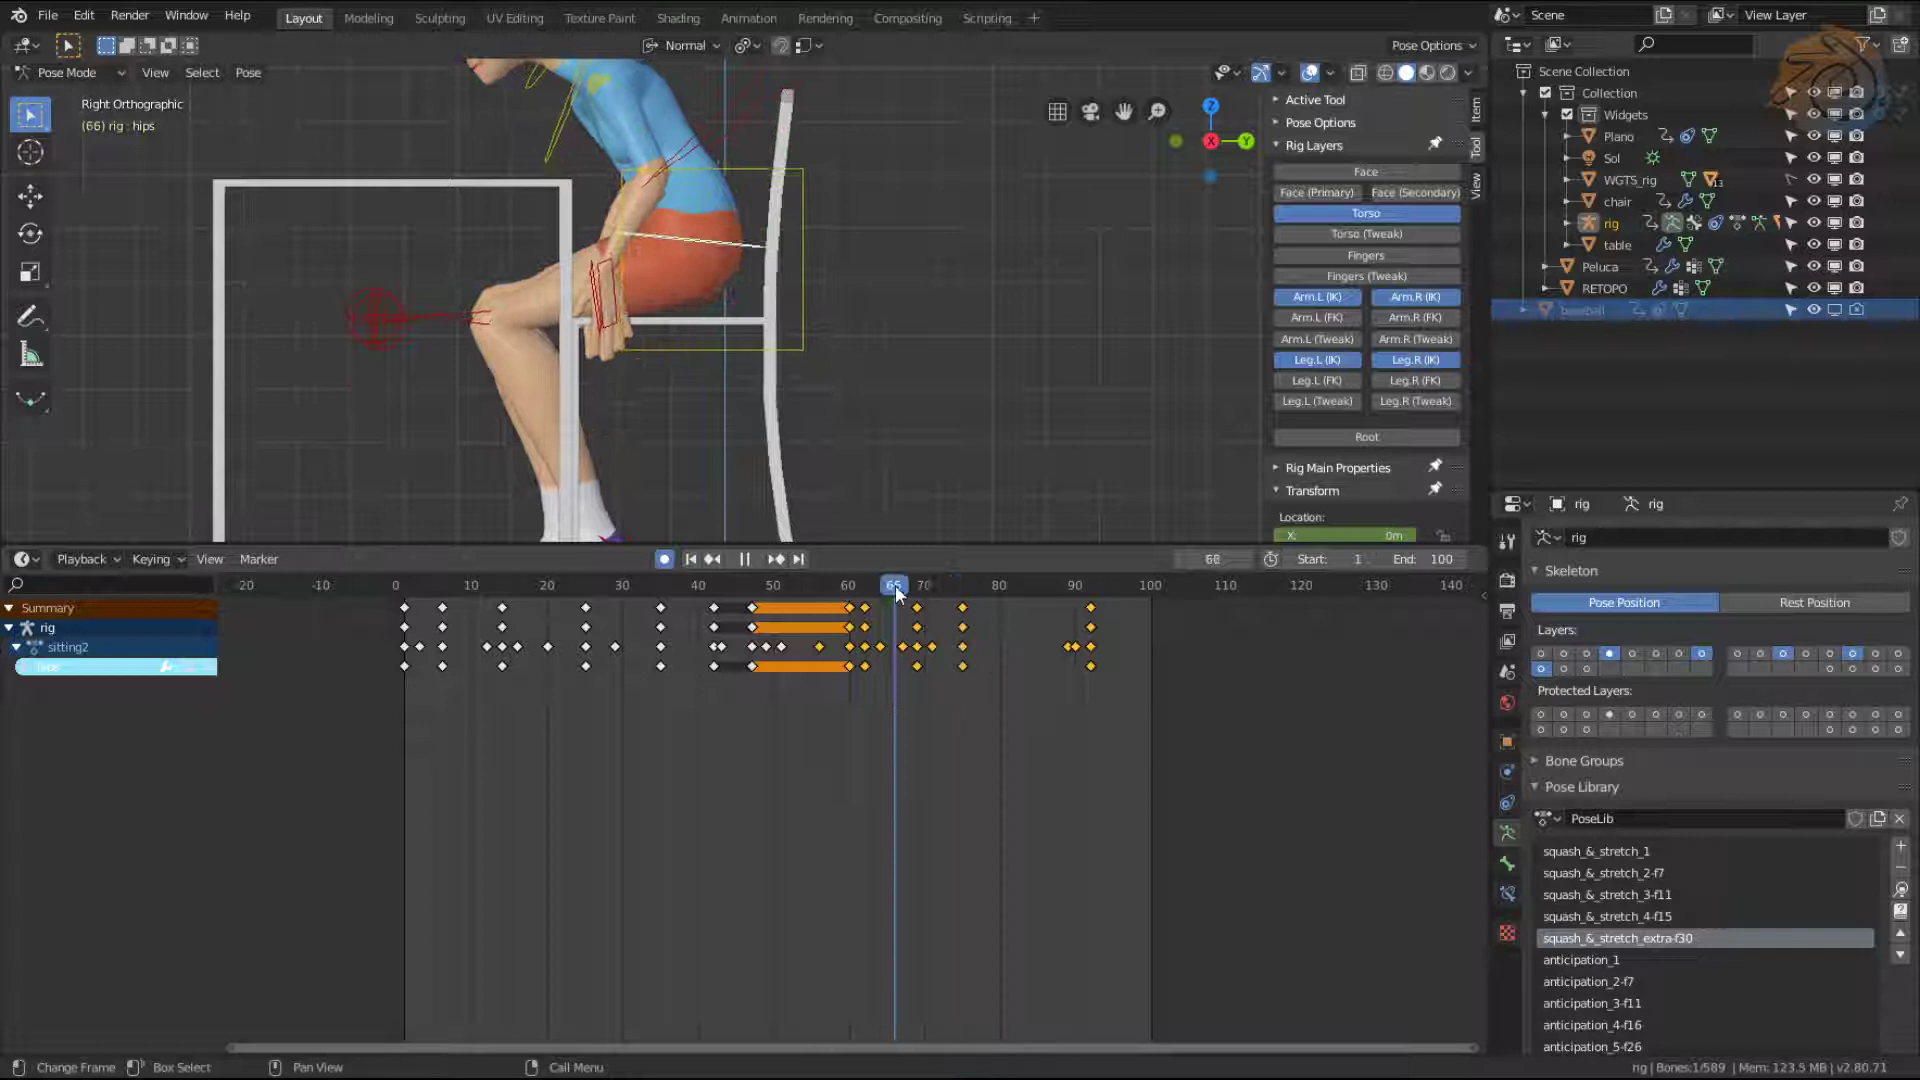 File Edit Render Window Help Layout Modeling Sculpting UV Editing Texture Paint Shading Animation Rendering Compositing Scripting + Scene View Layer
Normal Pose Options
Pose Mode View Select Pose
Right Orthographic
(66) rig : hips
Z
X
Y
Active Tool
Pose Options
Rig Layers
Face
Face (Primary) Face (Secondary)
Torso
Torso (Tweak)
Fingers
Fingers (Tweak)
Arm.L (IK) Arm.R (IK)
Arm.L (FK) Arm.R (FK)
Arm.L (Tweak) Arm.R (Tweak)
Leg.L (IK) Leg.R (IK)
Leg.L (FK) Leg.R (FK)
Leg.L (Tweak) Leg.R (Tweak)
Root
Rig Main Properties
Transform
Location:
X: 0m
Item
Tool
View
Scene Collection
Collection
Widgets
Plano
Sol
WGTS_rig 13
chair
rig
table
Peluca
RETOPO
baseball
rig rig
rig
Skeleton
Pose Position Rest Position
Layers:
Protected Layers:
Bone Groups
Pose Library
PoseLib
squash_&_stretch_1
squash_&_stretch_2-f7
squash_&_stretch_3-f11
squash_&_stretch_4-f15
squash_&_stretch_extra-f30
anticipation_1
anticipation_2-f7
anticipation_3-f11
anticipation_4-f16
anticipation_5-f26
Playback Keying View Marker Start: 1 End: 100
-20 -10 0 10 20 30 40 50 60 70 80 90 100 110 120 130 140
Summary
rig
sitting2
Change Frame Box Select Pan View Call Menu rig | Bones:1/589 | Mem: 123.5 MB | v2.80.71